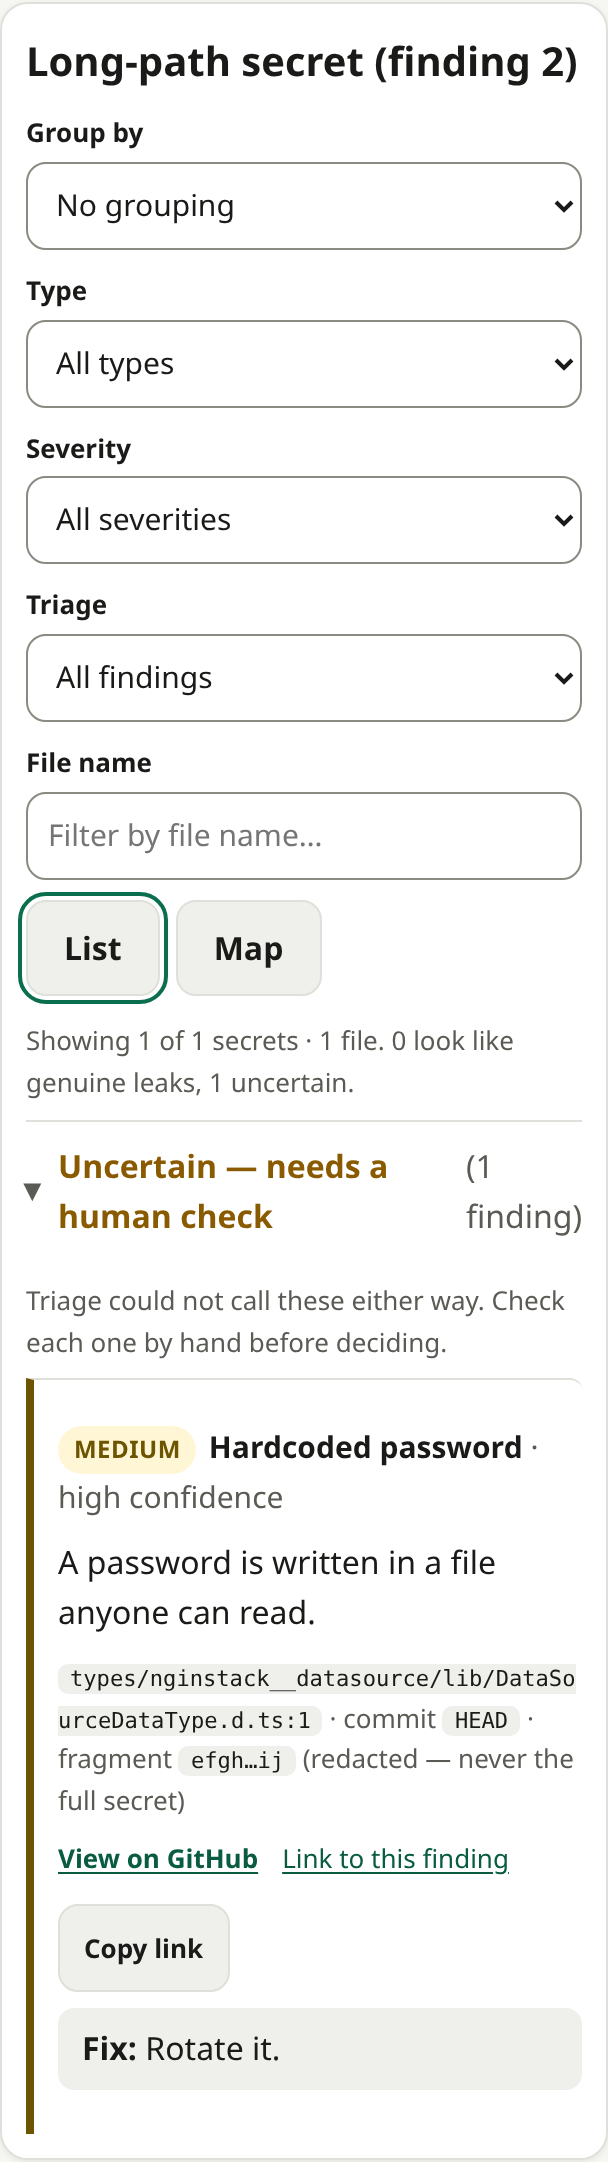 Long-path secret (finding 2)
Group by
No grouping
Type
All types
Severity
All severities
Triage
All findings
File name
Filter by file name...
List Map
Showing 1 of 1 secrets · 1 file. 0 look like
genuine leaks, 1 uncertain.
▼ Uncertain — needs a (1
human check finding)
Triage could not call these either way. Check
each one by hand before deciding.
MEDIUM Hardcoded password ·
high confidence
A password is written in a file
anyone can read.
types/nginstack__datasource/lib/DataSo
urceDataType.d.ts:1 · commit HEAD ·
fragment efgh…ij (redacted — never the
full secret)
View on GitHub Link to this finding
Copy link
Fix: Rotate it.